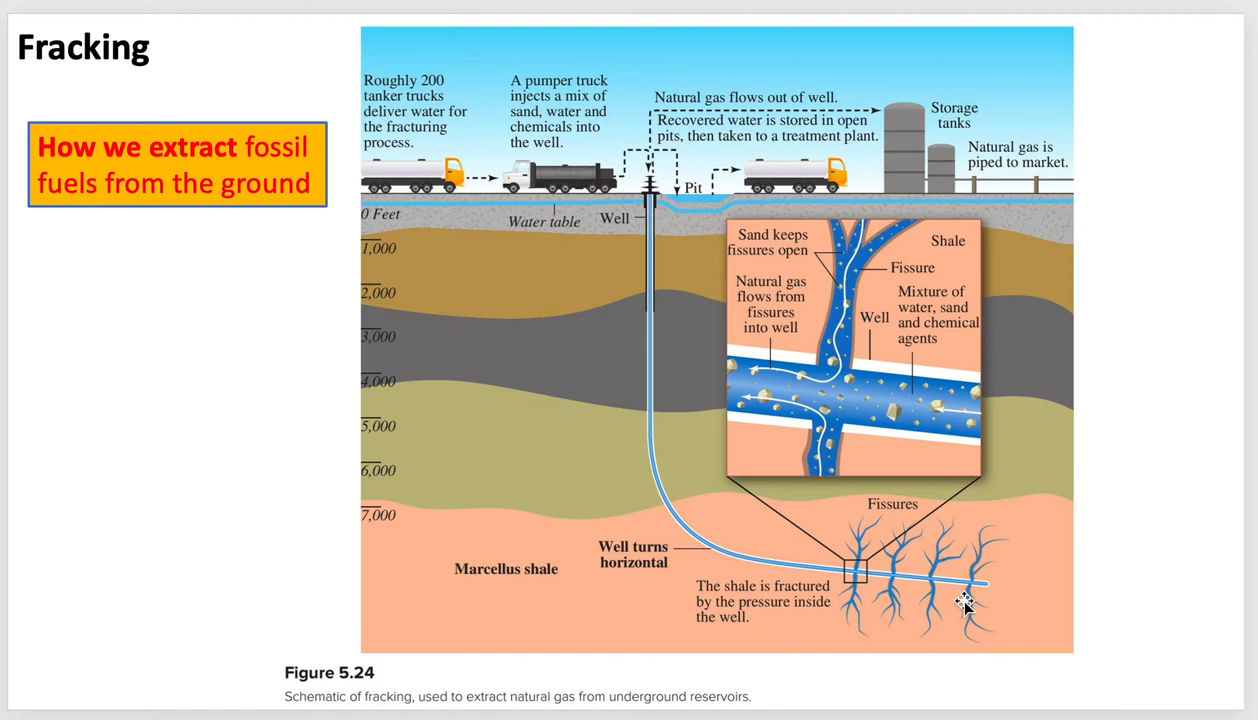 Fracking
How we extract fossil
fuels from the ground
Roughly 200
tanker trucks
deliver water for
the fracturing
process.
A pumper truck
injects a mix of
sand, water and
chemicals into
the well.
Natural gas flows out of well.
Recovered water is stored in open
pits, then taken to a treatment plant.
Storage
tanks
Natural gas is
piped to market.
Pit
0 Feet
Water table
Well
1,000
2,000
3,000
4,000
5,000
6,000
7,000
Sand keeps
fissures open
Shale
Fissure
Natural gas
flows from
fissures
into well
Well
Mixture of
water, sand
and chemical
agents
Fissures
Well turns
horizontal
Marcellus shale
The shale is fractured
by the pressure inside
the well.
Figure 5.24
Schematic of fracking, used to extract natural gas from underground reservoirs.